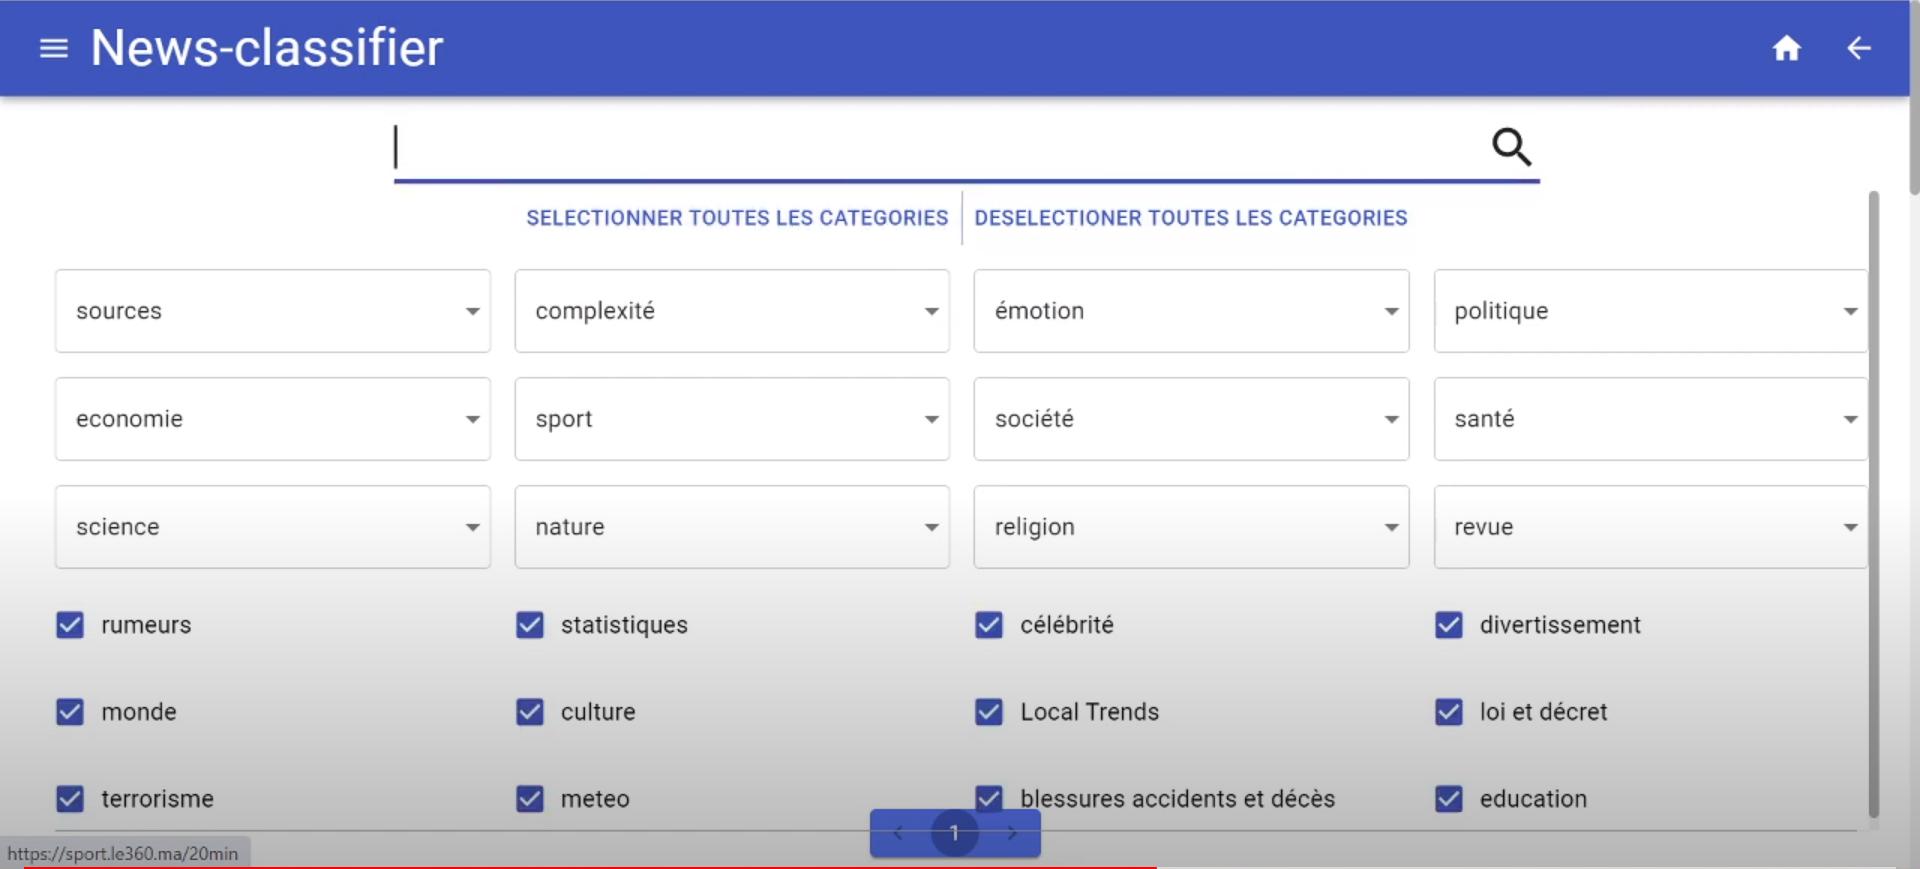 News-classifier
SELECTIONNER TOUTES LES CATEGORIES DESELECTIONER TOUTES LES CATEGORIES
sources complexité émotion politique
economie sport société santé
science nature religion revue
rumeurs statistiques célébrité divertissement
monde culture Local Trends loi et décret
terrorisme meteo blessures accidents et décès education
1
https://sport.le360.ma/20min